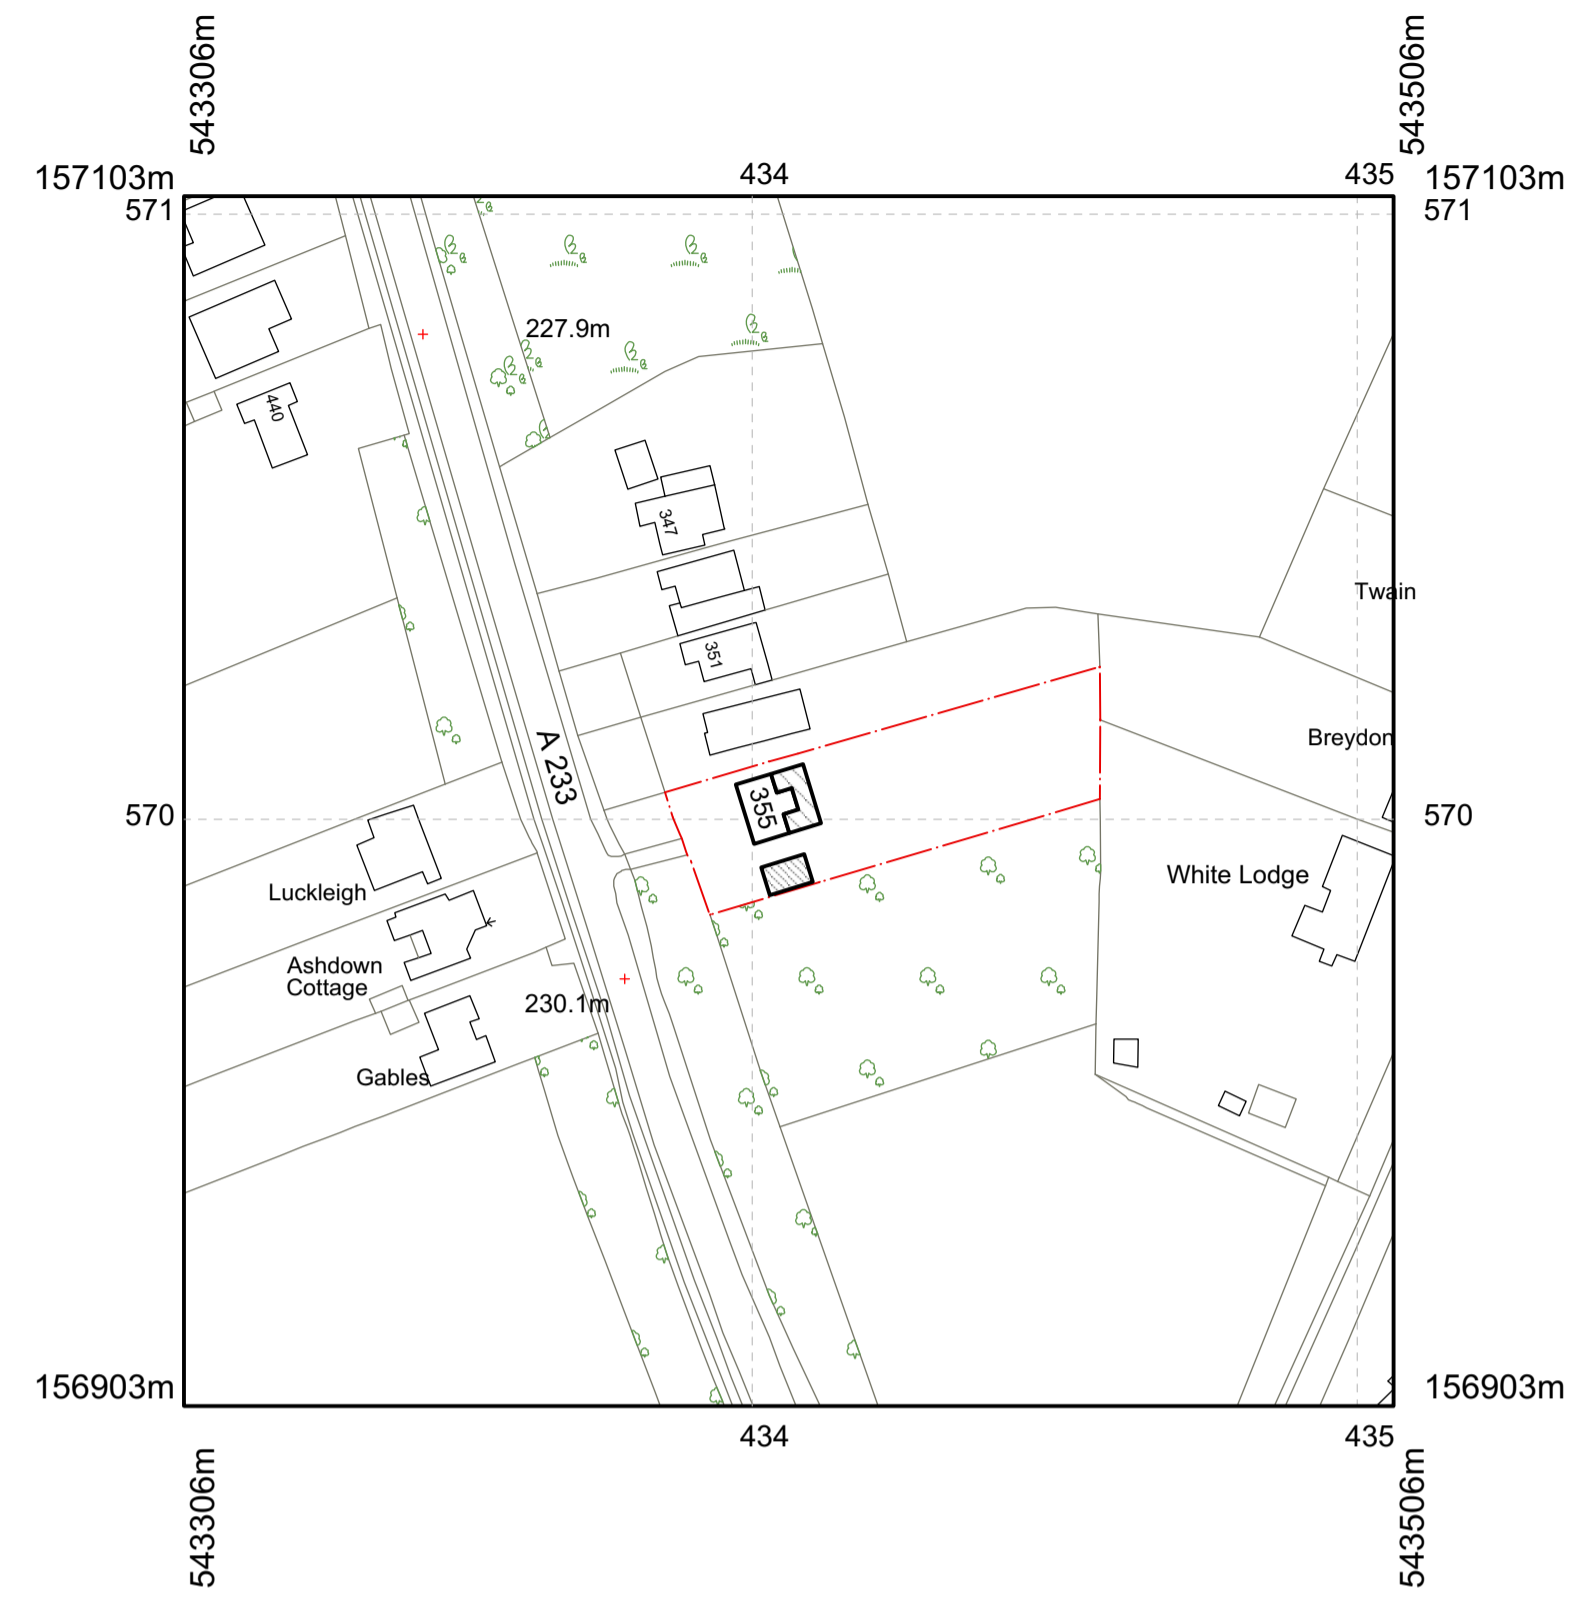 543306m
543506m
157103m
434
435
157103m
571
571
227.9m
440
347
Twain
351
A 233
Breydon
355
570
570
White Lodge
Luckleigh
Ashdown
Cottage
230.1m
Gables
156903m
156903m
434
435
543306m
543506m